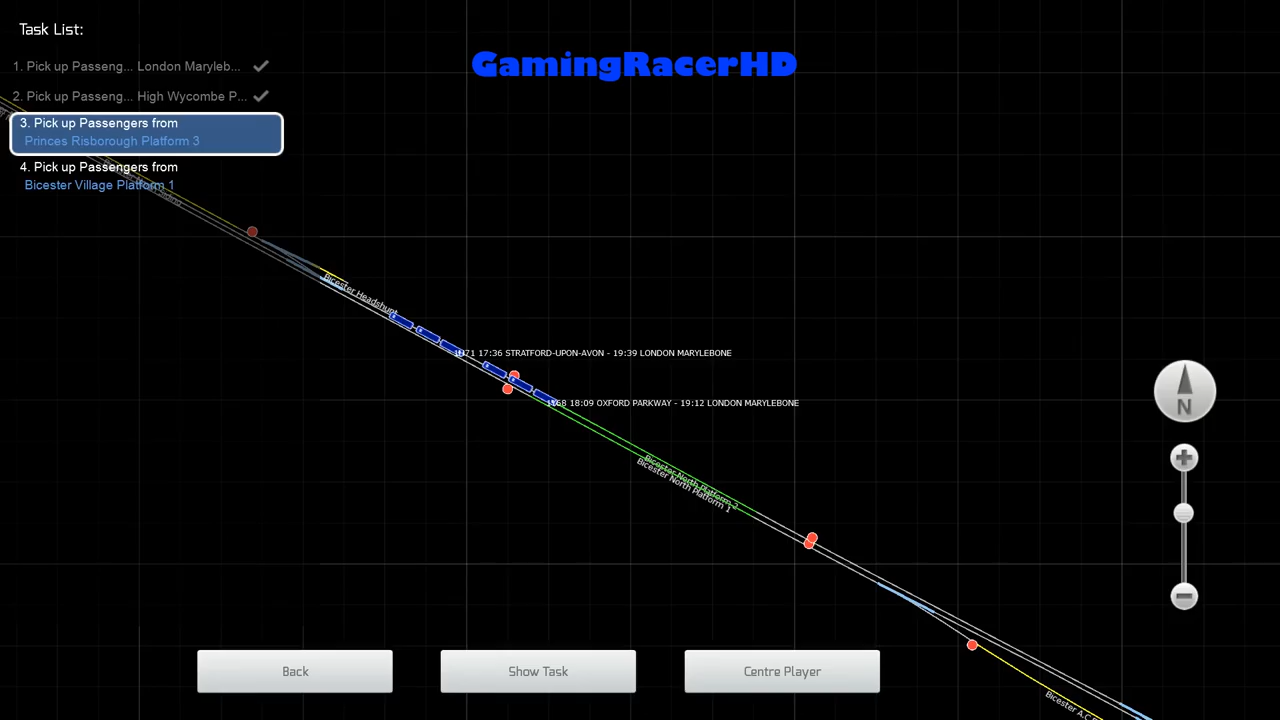 Task List:
GamingRacerHD
1. Pick up Passeng... London Maryleb...
2. Pick up Passeng... High Wycombe P...
3. Pick up Passengers from
Princes Risborough Platform 3
4. Pick up Passengers from
Bicester Village Platform 1
Bicester Headshunt
17:36 STRATFORD-UPON-AVON - 19:39 LONDON MARYLEBONE
18:09 OXFORD PARKWAY - 19:12 LONDON MARYLEBONE
Bicester North Platform 2
Bicester North Platform 1
N
Back
Show Task
Centre Player
Bicester A.C.E